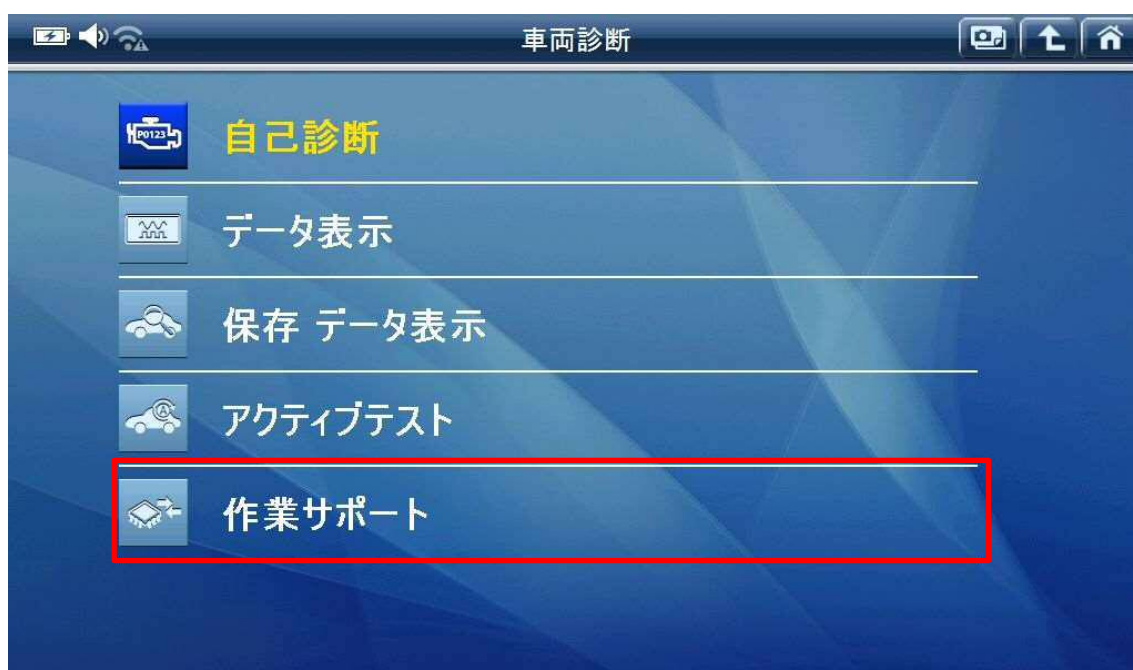 車両診断
P0123
自己診断
データ表示
保存 データ表示
アクティブテスト
作業サポート